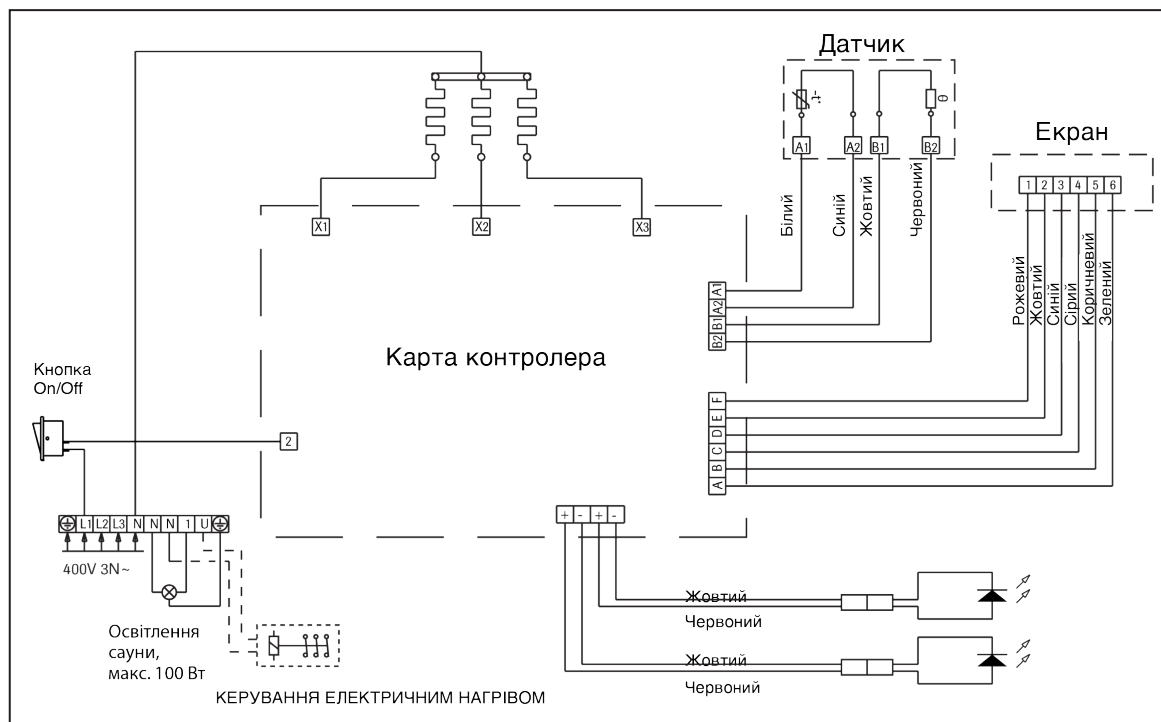 Датчик
-t°
θ
A1 A2 B1 B2
Екран
1 2 3 4 5 6
Білий
Синій
Жовтий
Червоний
Рожевий
Жовтий
Синій
Сірий
Коричневий
Зелений
X1 X2 X3
A1
A2
B1
B2
Карта контролера
Кнопка
On/Off
2
F
E
D
C
B
A
L1 L2 L3 N N N 1 U
400V 3N~
+ - + -
Освітлення
сауни,
макс. 100 Вт
КЕРУВАННЯ ЕЛЕКТРИЧНИМ НАГРІВОМ
Жовтий
Червоний
Жовтий
Червоний